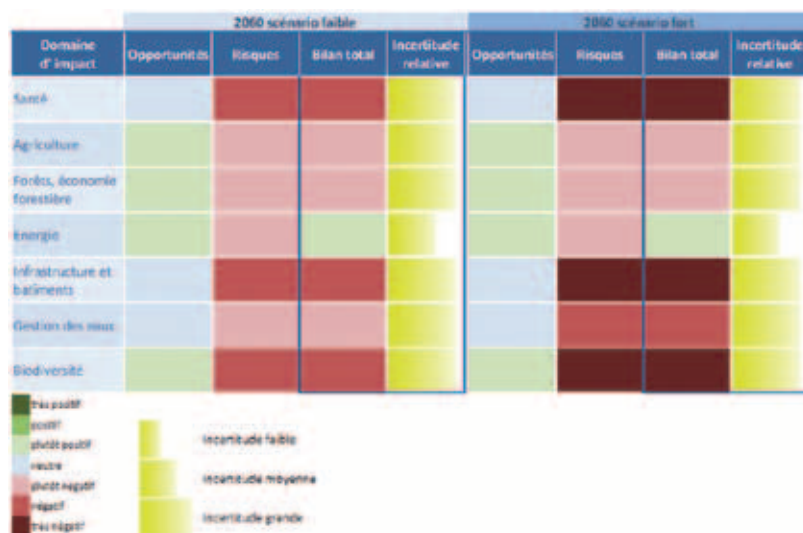 2060 scénario faible
2060 scénario fort
Domaine d' impact
Opportunités
Risques
Bilan total
Incertitude relative
Opportunités
Risques
Bilan total
Incertitude relative
Santé
Agriculture
Forêts, économie
forestière
Energie
Infrastructure et
batiments
Gestion des eaux
Biodiversité
très positif
positif
plutôt positif
neutre
plutôt négatif
négatif
très négatif
Incertitude faible
Incertitude moyenne
Incertitude grande